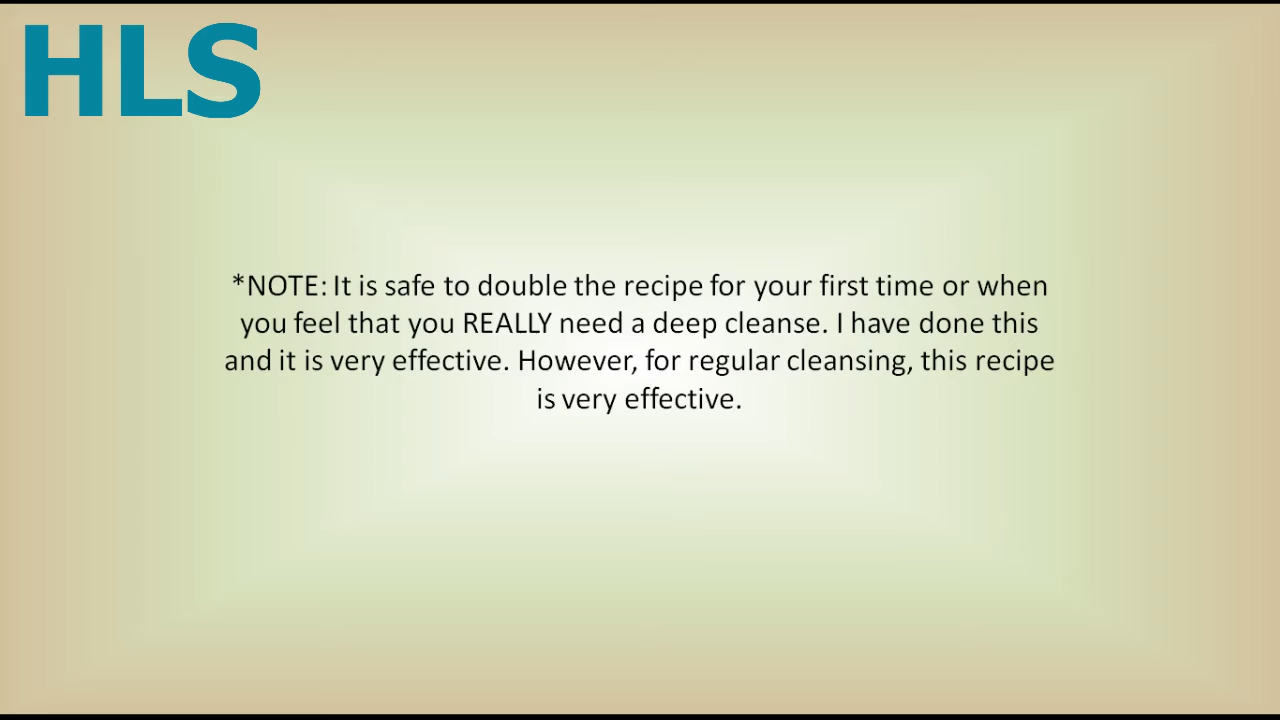 HLS
*NOTE: It is safe to double the recipe for your first time or when
you feel that you REALLY need a deep cleanse. I have done this
and it is very effective. However, for regular cleansing, this recipe
is very effective.